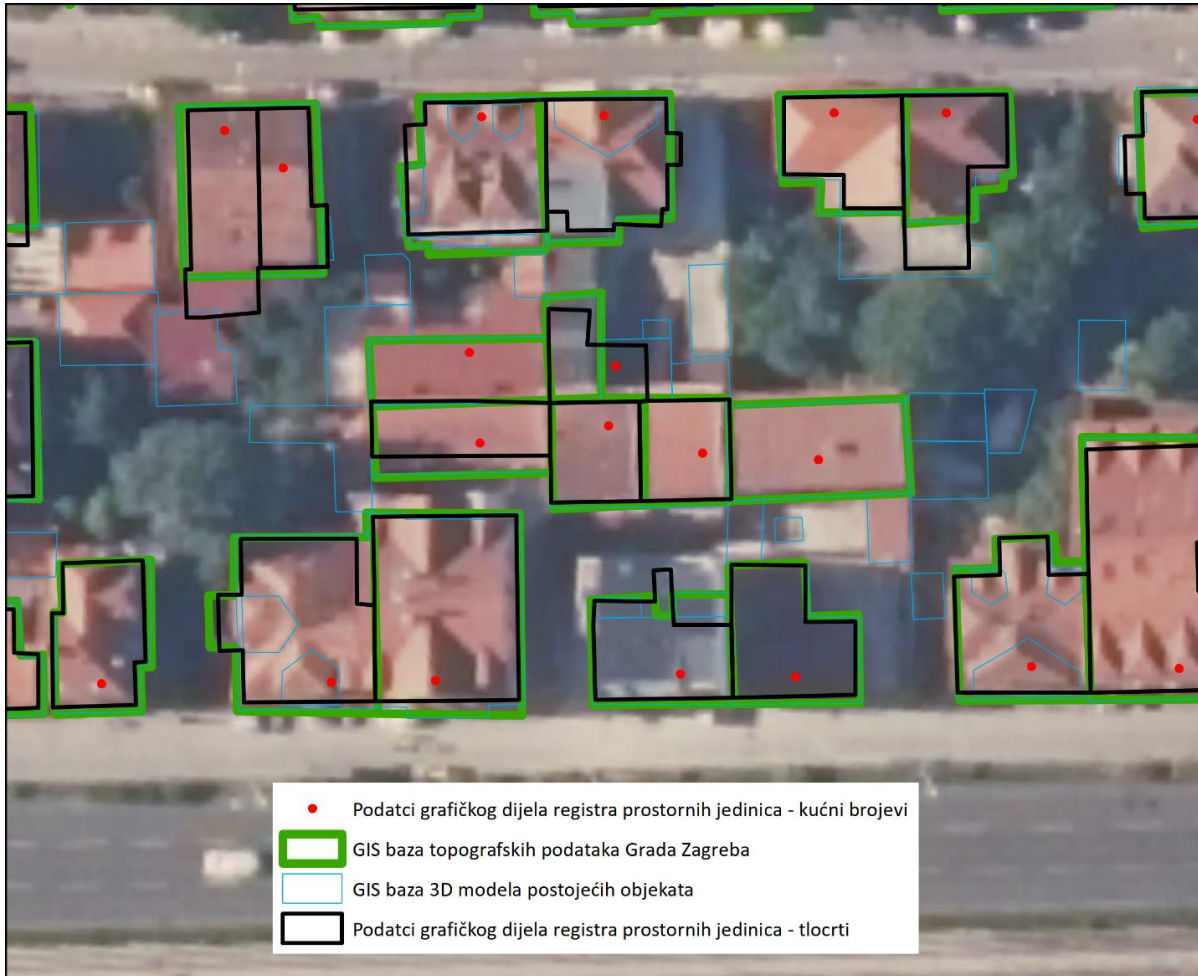 Podatci grafičkog dijela registra prostornih jedinica - kućni brojevi
GIS baza topografskih podataka Grada Zagreba
GIS baza 3D modela postojećih objekata
Podatci grafičkog dijela registra prostornih jedinica - tlocrti